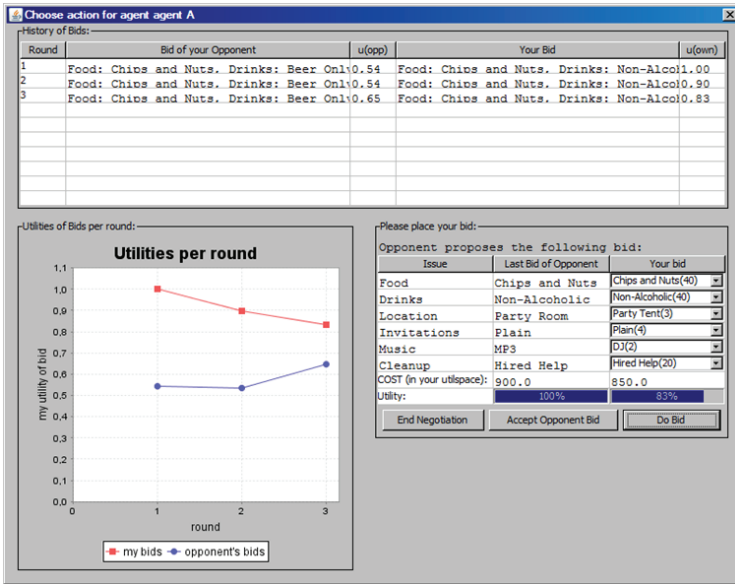 Choose action for agent agent A
History of Bids:
Round Bid of your Opponent u(opp) Your Bid u(own)
1 Food: Chips and Nuts, Drinks: Beer Only 0.54 Food: Chips and Nuts, Drinks: Non-Alcol 1.00
2 Food: Chips and Nuts, Drinks: Beer Only 0.54 Food: Chips and Nuts, Drinks: Non-Alcol 0.90
3 Food: Chips and Nuts, Drinks: Beer Only 0.65 Food: Chips and Nuts, Drinks: Non-Alcol 0.83
Utilities of Bids per round:
Utilities per round
my utility of bid
1,1
1,0
0,9
0,8
0,7
0,6
0,5
0,4
0,3
0,2
0,1
0,0
0 1 2 3
round
my bids opponent's bids
Please place your bid:
Opponent proposes the following bid:
Issue Last Bid of Opponent Your bid
Food Chips and Nuts Chips and Nuts(40)
Drinks Non-Alcoholic Non-Alcoholic(40)
Location Party Room Party Tent(3)
Invitations Plain Plain(4)
Music MP3 DJ(2)
Cleanup Hired Help Hired Help(20)
COST (in your utilspace): 900.0 850.0
Utility: 100% 83%
End Negotiation Accept Opponent Bid Do Bid